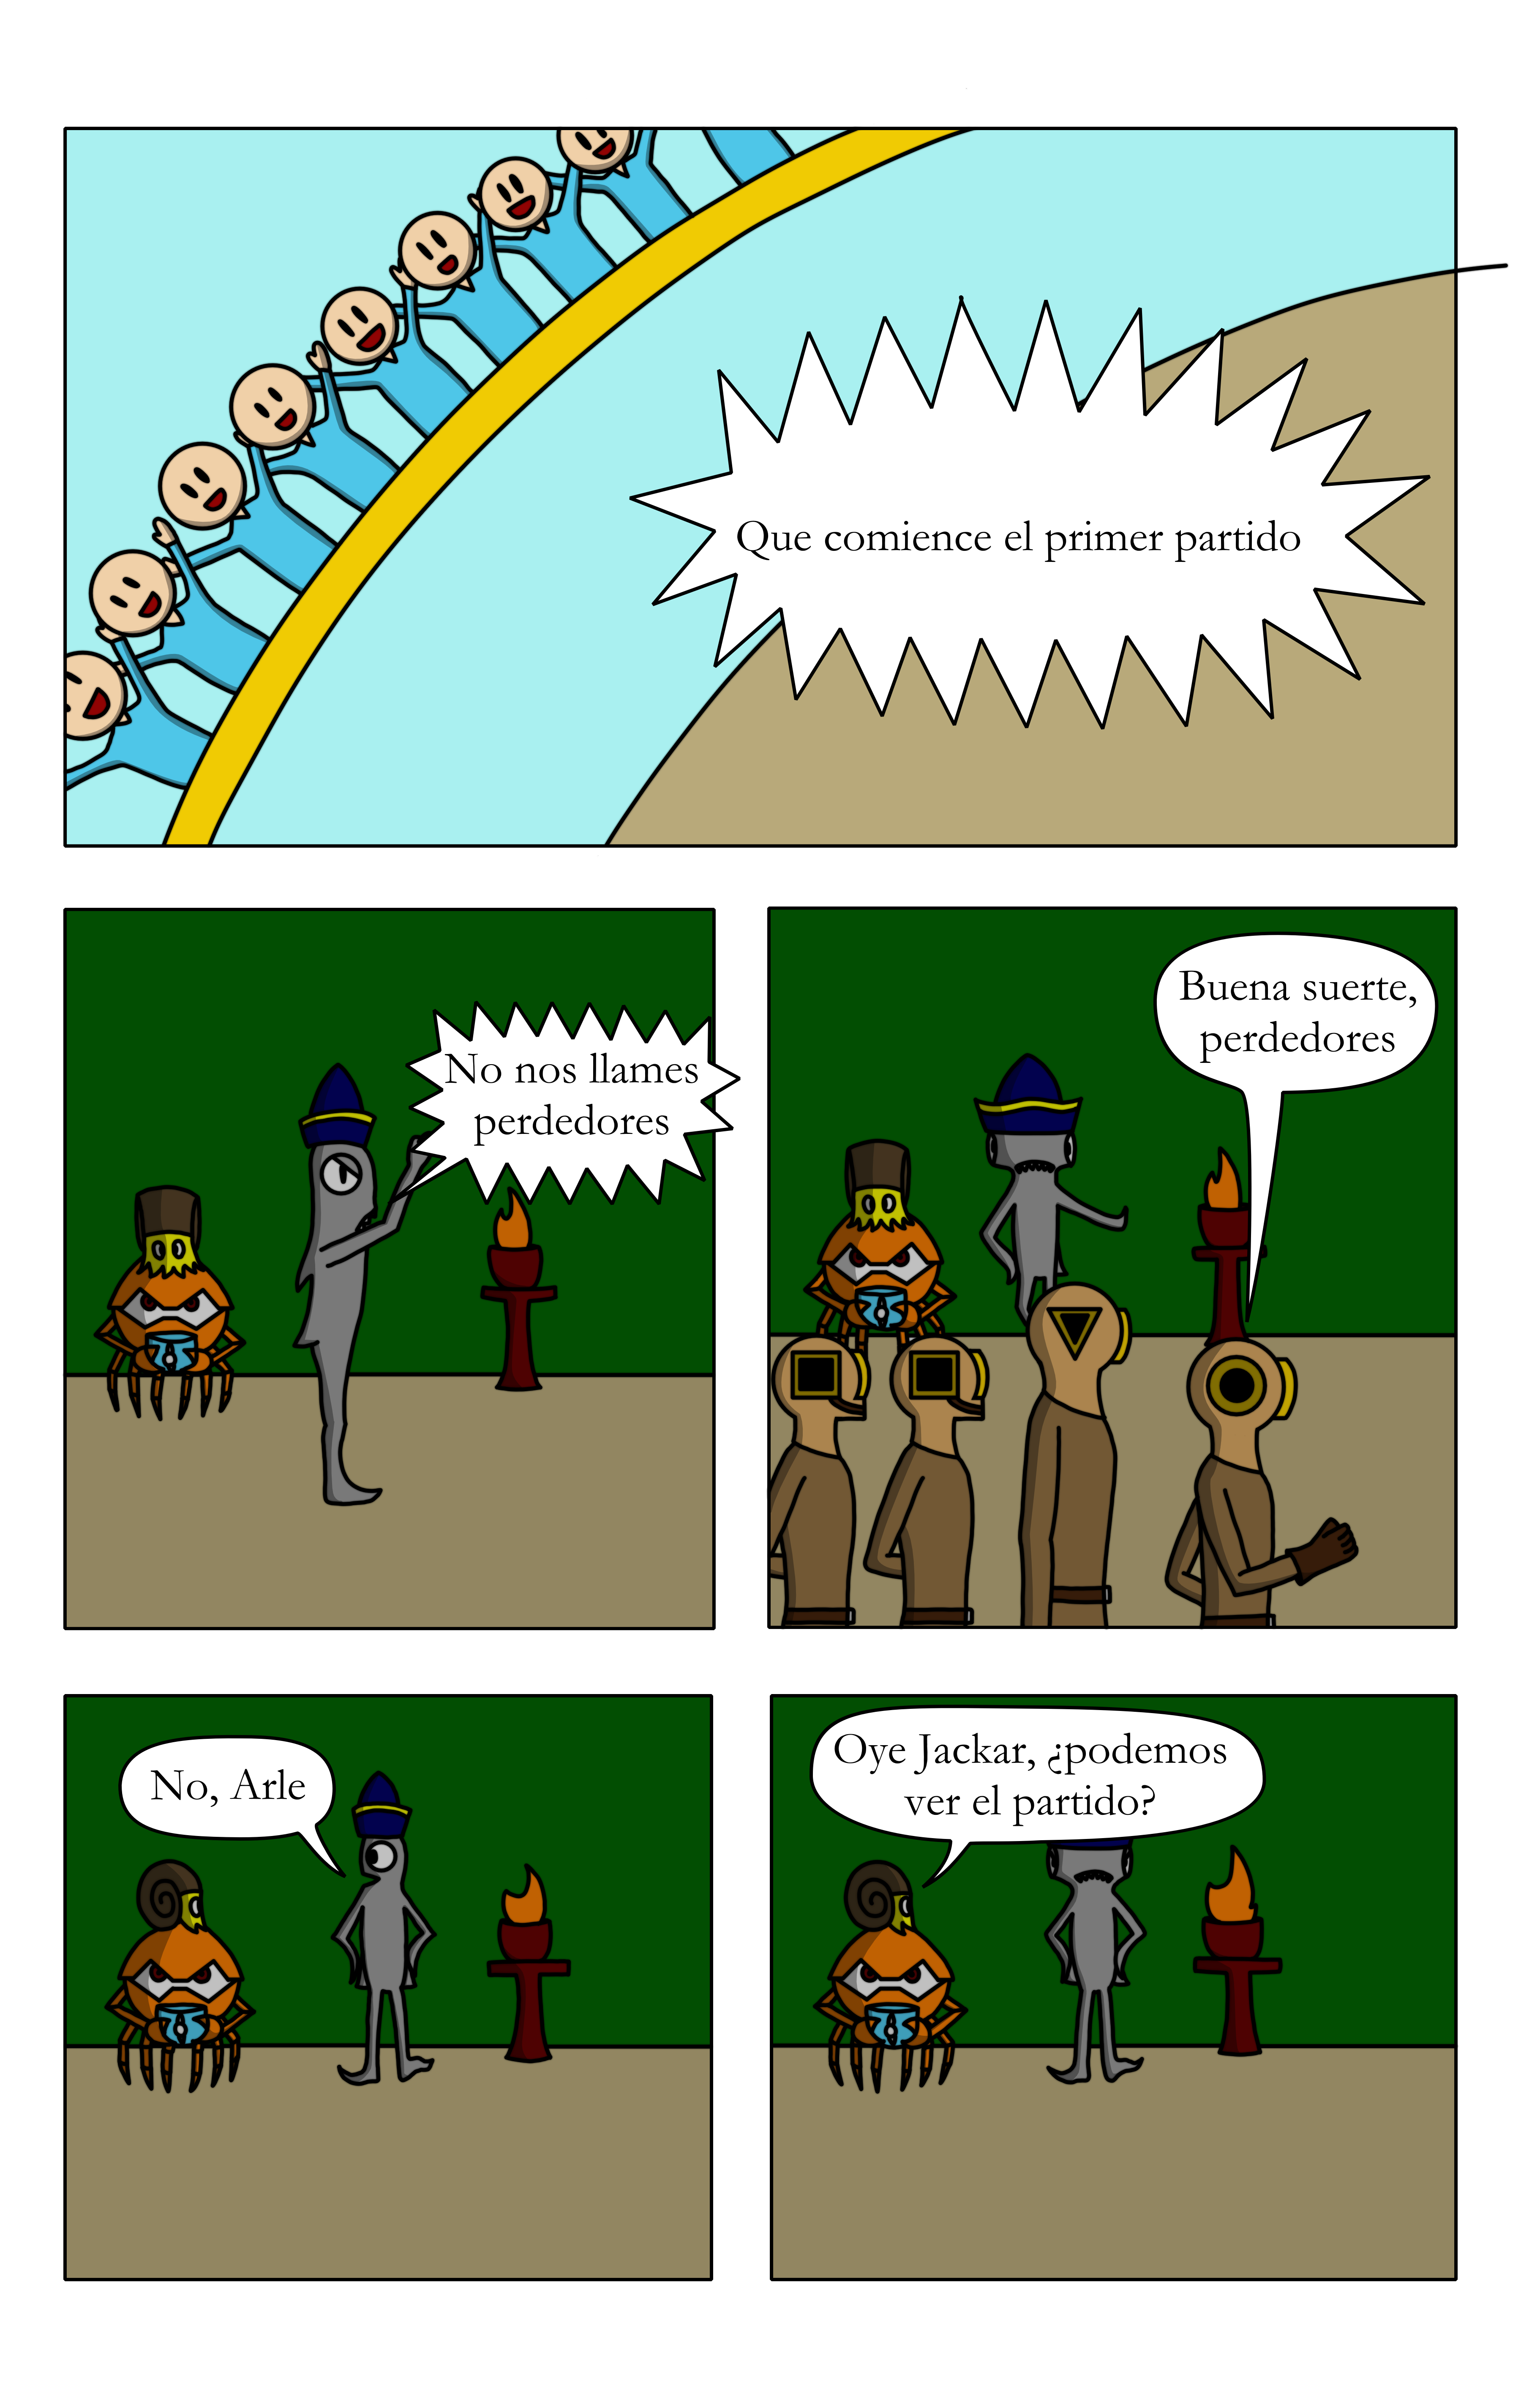 Que comience el primer partido
Buena suerte,
perdedores
No nos llames
perdedores
Oye Jackar, ¿podemos
ver el partido?
No, Arle